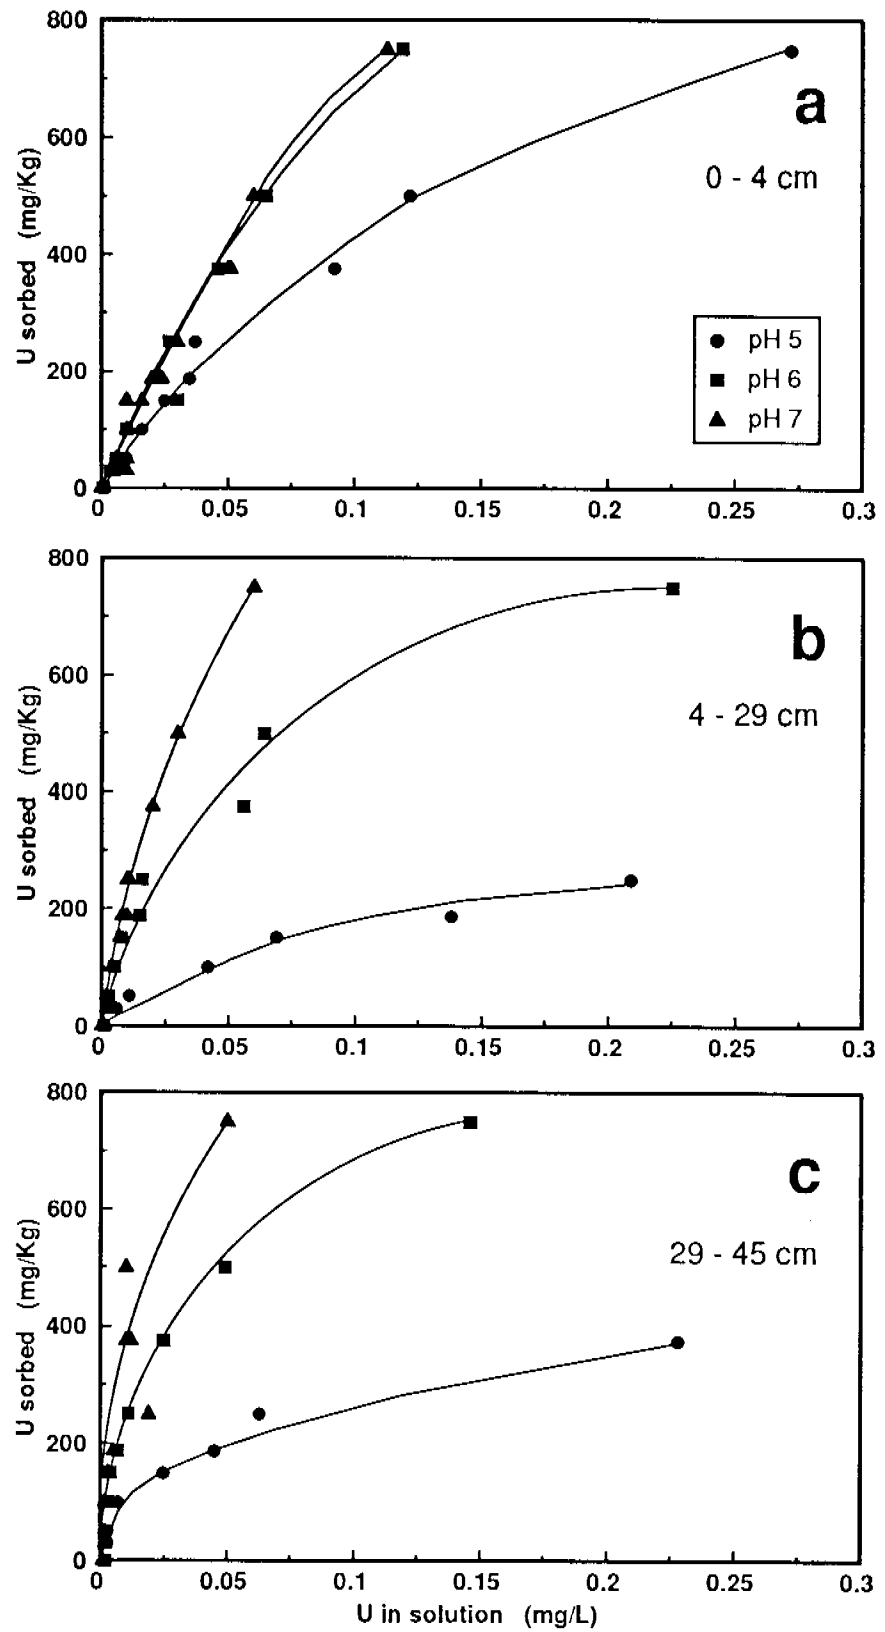 800
600
400
200
0
U sorbed (mg/Kg)
a
0 - 4 cm
pH 5
pH 6
pH 7
0 0.05 0.1 0.15 0.2 0.25 0.3
800
600
400
200
0
U sorbed (mg/Kg)
b
4 - 29 cm
0 0.05 0.1 0.15 0.2 0.25 0.3
800
600
400
200
0
U sorbed (mg/Kg)
c
29 - 45 cm
0 0.05 0.1 0.15 0.2 0.25 0.3
U in solution (mg/L)